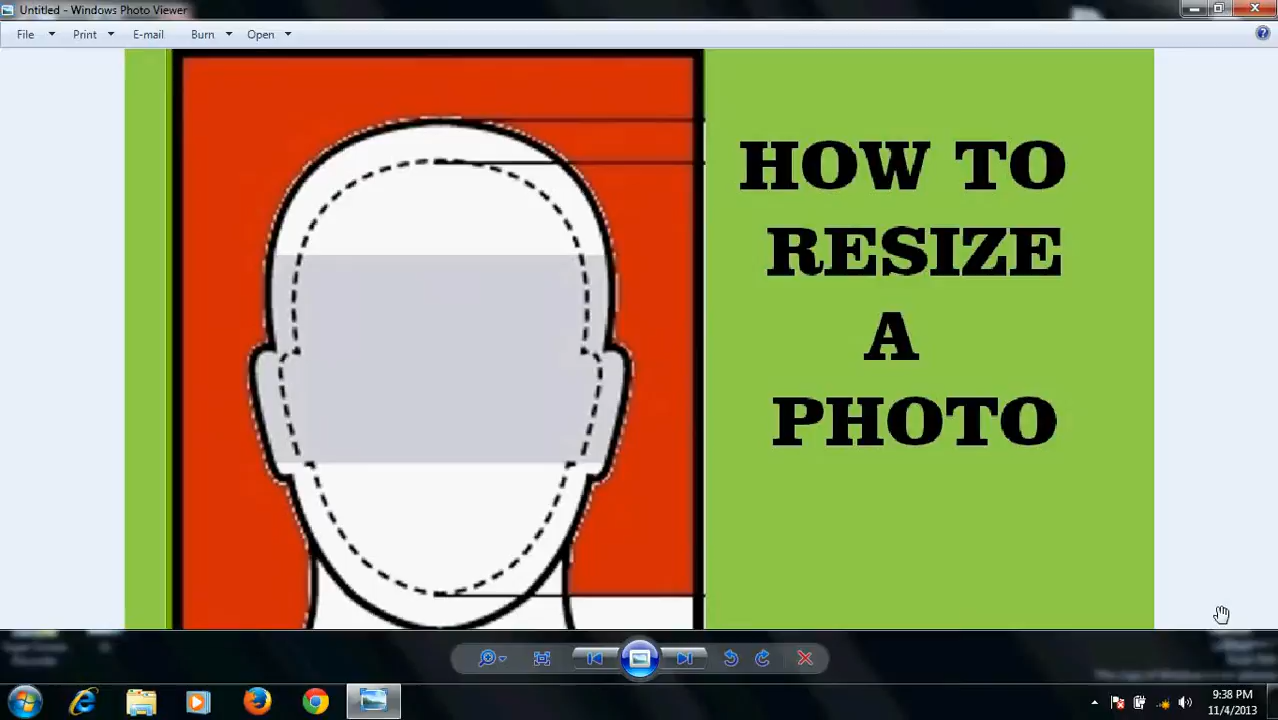 Untitled - Windows Photo Viewer
File Print E-mail Burn Open
HOW TO
RESIZE
A
PHOTO
9:38 PM
11/4/2013